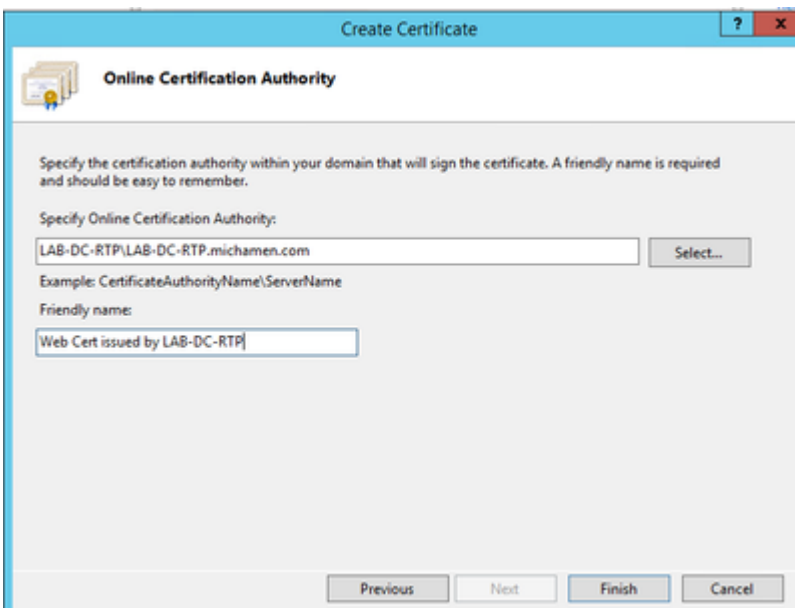 Create Certificate
?
x
Online Certification Authority
Specify the certification authority within your domain that will sign the certificate. A friendly name is required
and should be easy to remember.
Specify Online Certification Authority:
LAB-DC-RTP\LAB-DC-RTP.michamen.com
Select...
Example: CertificateAuthorityName\ServerName
Friendly name:
Web Cert issued by LAB-DC-RTP
Previous
Next
Finish
Cancel